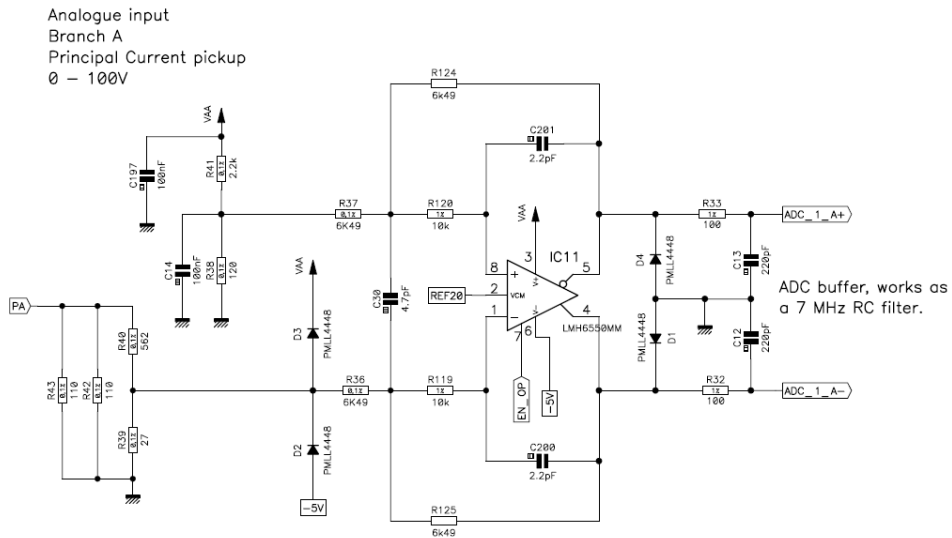 Analogue input
Branch A
Principal Current pickup
0 – 100V
R124
6k49
VAA
C201
2.2pF
C197
100nF
R41
0,1%
2.2k
R37
0,1%
6K49
R120
1%
10k
VAA
R33
1%
100
ADC_1_A+
C14
100nF
R38
0,1%
120
VAA
IC11
3
5
8
+
V+
D4
PMLL4448
C13
220pF
PA
REF20
2
VCM
C30
4.7pF
ADC buffer, works as
a 7 MHz RC filter.
R40
0,1%
562
D3
PMLL4448
1
–
V-
4
LMH6550MM
7
6
D1
PMLL4448
C12
220pF
R43
0,1%
110
R42
0,1%
110
R36
0,1%
6K49
R119
1%
10k
R32
1%
100
ADC_1_A-
EN_OP
-5V
R39
0,1%
27
D2
PMLL4448
C200
2.2pF
-5V
R125
6k49